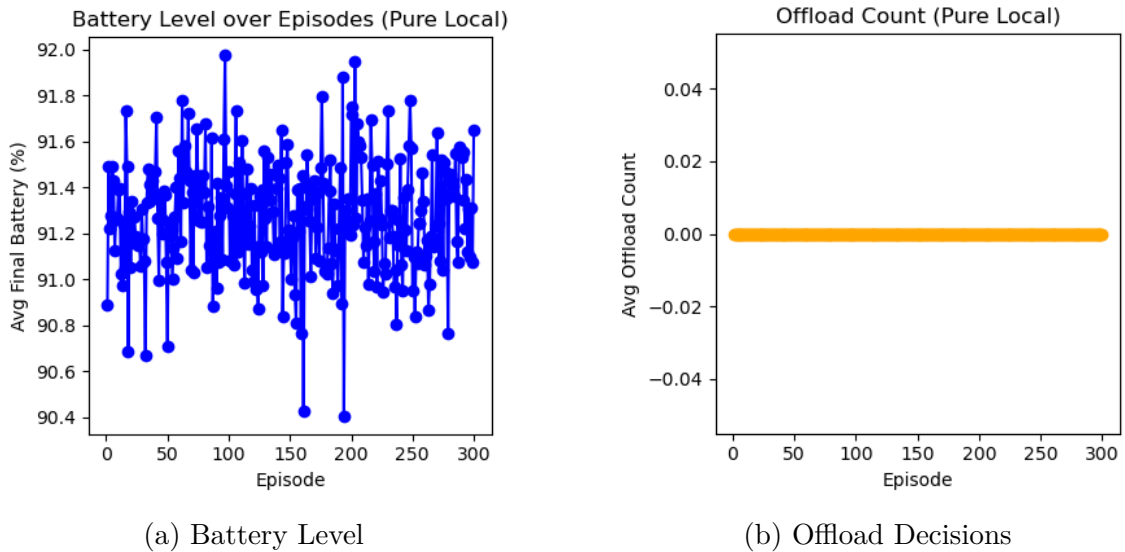 Battery Level over Episodes (Pure Local)
Avg Final Battery (%)
92.0
91.8
91.6
91.4
91.2
91.0
90.8
90.6
90.4
0 50 100 150 200 250 300
Episode
(a) Battery Level
Offload Count (Pure Local)
Avg Offload Count
0.04
0.02
0.00
−0.02
−0.04
0 50 100 150 200 250 300
Episode
(b) Offload Decisions